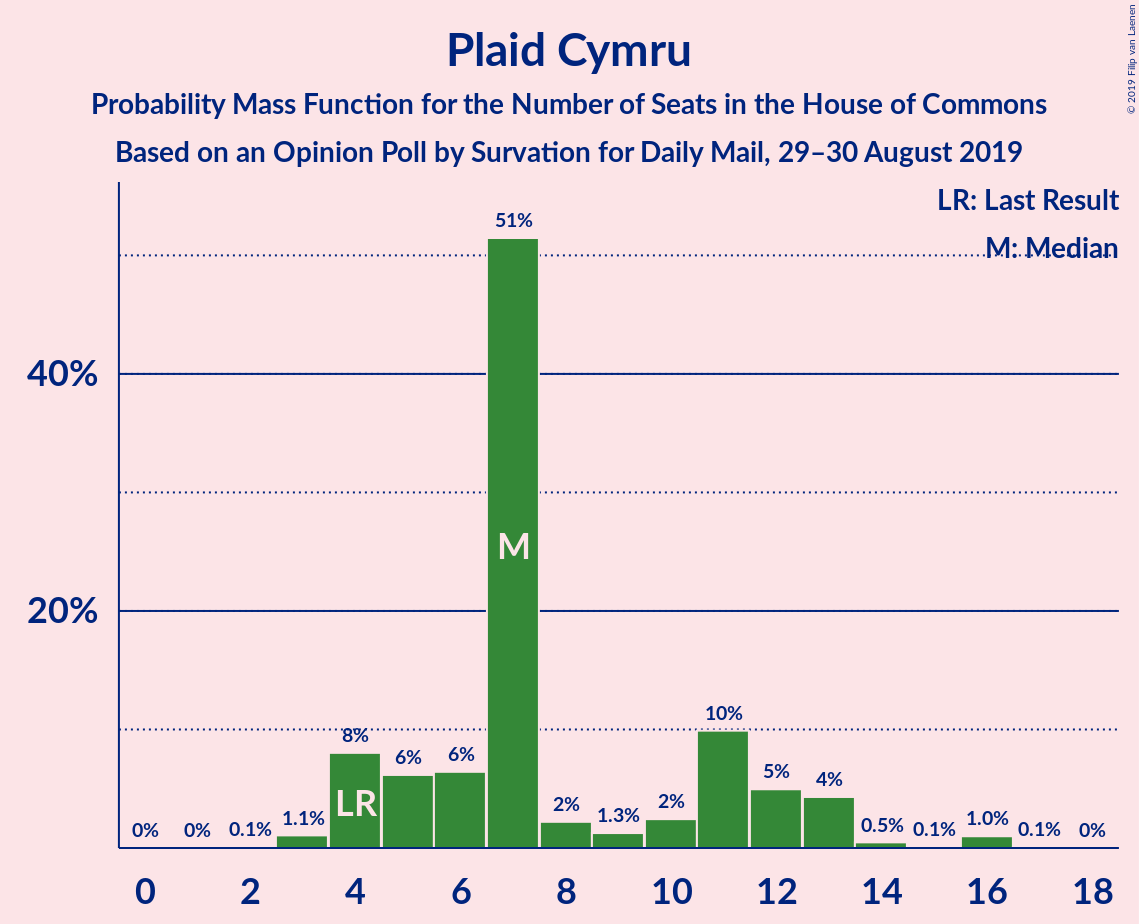 Plaid Cymru
Probability Mass Function for the Number of Seats in the House of Commons
Based on an Opinion Poll by Survation for Daily Mail, 29–30 August 2019
© 2019 Filip van Laenen
LR: Last Result
M: Median
40%
20%
0% 0% 0.1% 1.1% 8% 6% 6% 51% 2% 1.3% 2% 10% 5% 4% 0.5% 0.1% 1.0% 0.1% 0%
LR M
0 2 4 6 8 10 12 14 16 18